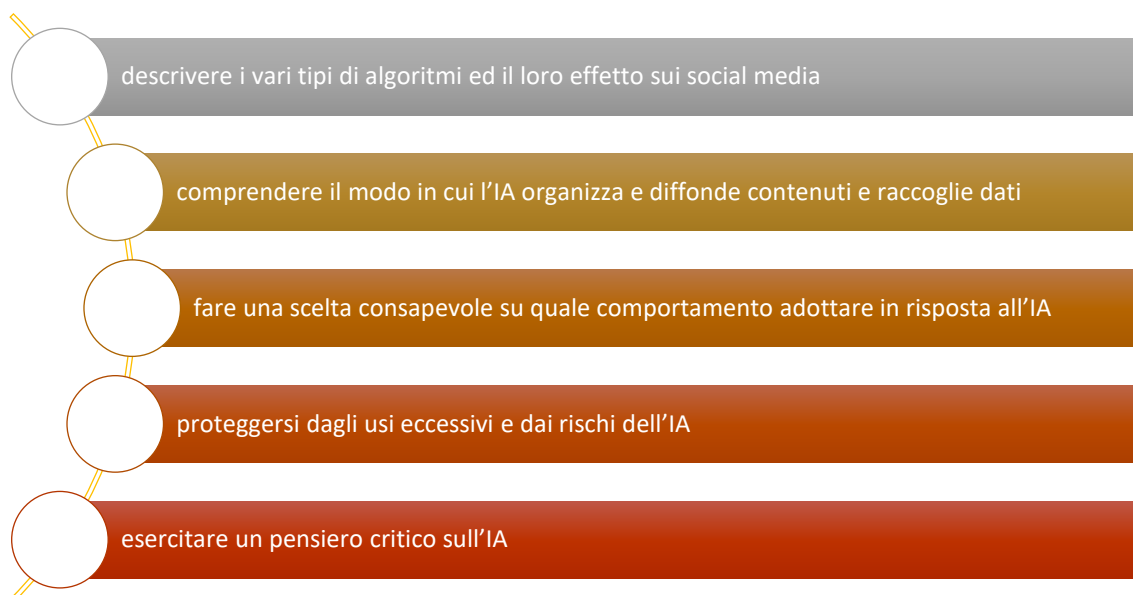 descrivere i vari tipi di algoritmi ed il loro effetto sui social media
comprendere il modo in cui l’IA organizza e diffonde contenuti e raccoglie dati
fare una scelta consapevole su quale comportamento adottare in risposta all’IA
proteggersi dagli usi eccessivi e dai rischi dell’IA
esercitare un pensiero critico sull’IA